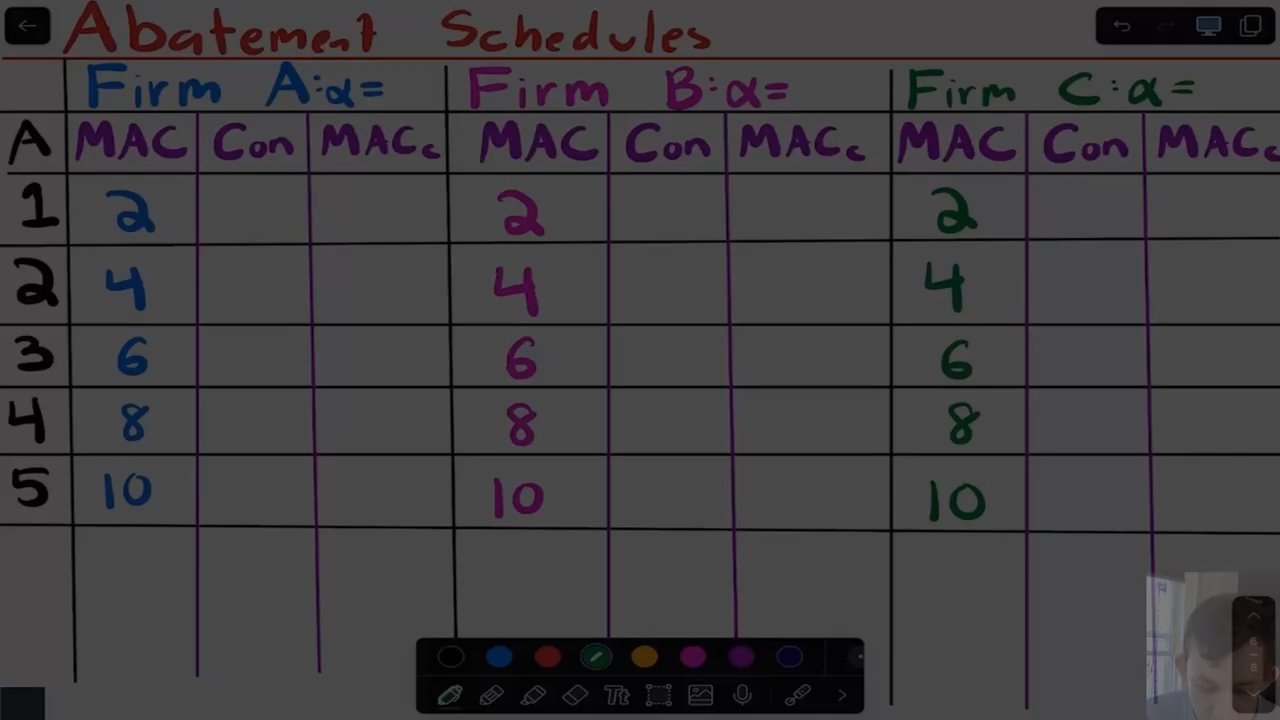 Abatement Schedules
Firm A:α= Firm B:α= Firm C:α=
A MAC Con MACc MAC Con MACc MAC Con MACc
1 2 2 2
2 4 4 4
3 6 6 6
4 8 8 8
5 10 10 10
Tt